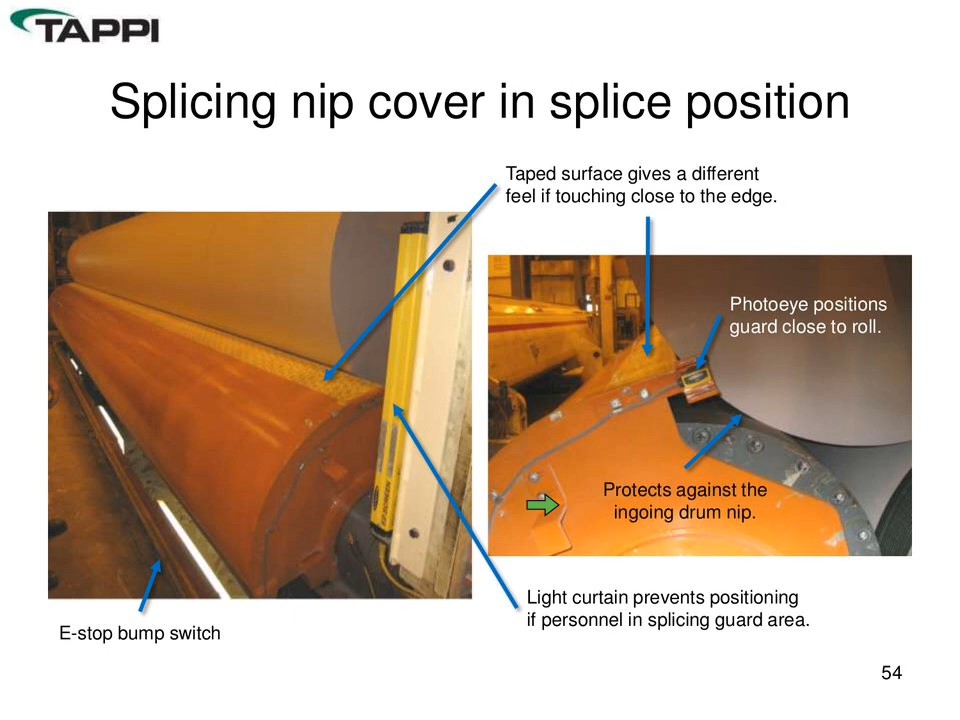 TAPPI
Splicing nip cover in splice position
Taped surface gives a different
feel if touching close to the edge.
Photoeye positions
guard close to roll.
Protects against the
ingoing drum nip.
Light curtain prevents positioning
if personnel in splicing guard area.
E-stop bump switch
54